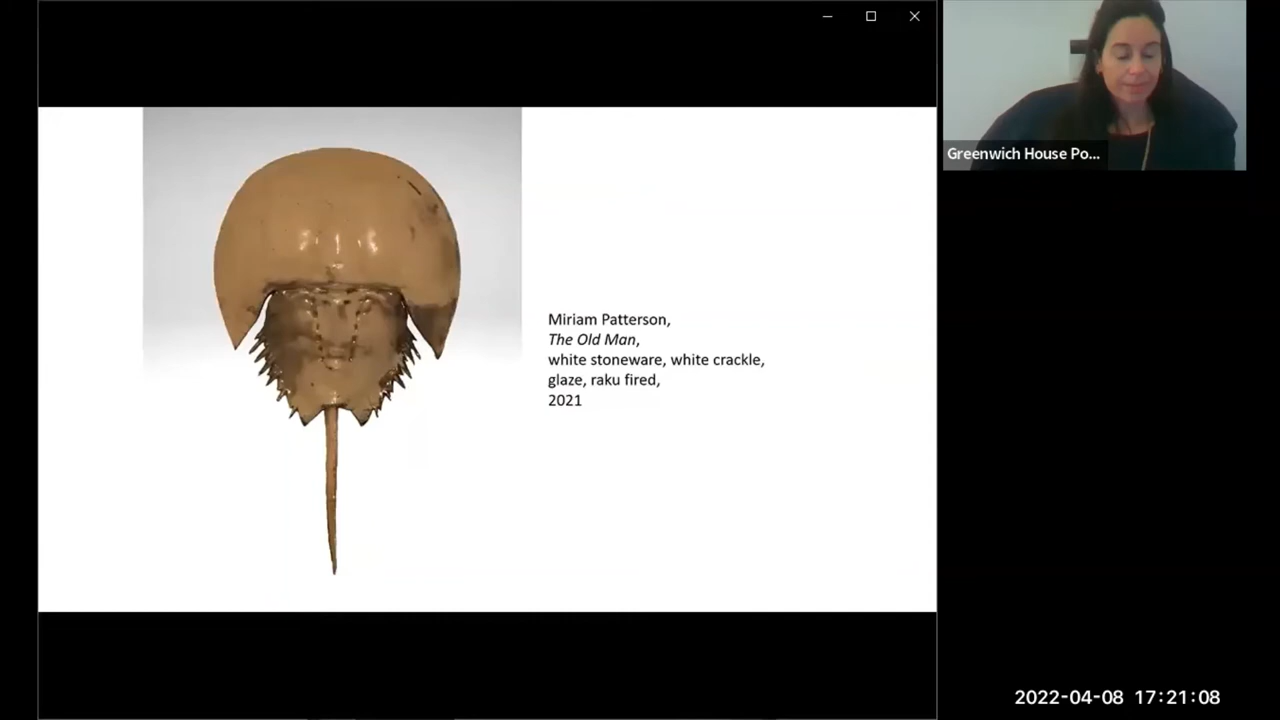 Greenwich House Po...
Miriam Patterson,
The Old Man,
white stoneware, white crackle,
glaze, raku fired,
2021
2022-04-08 17:21:08